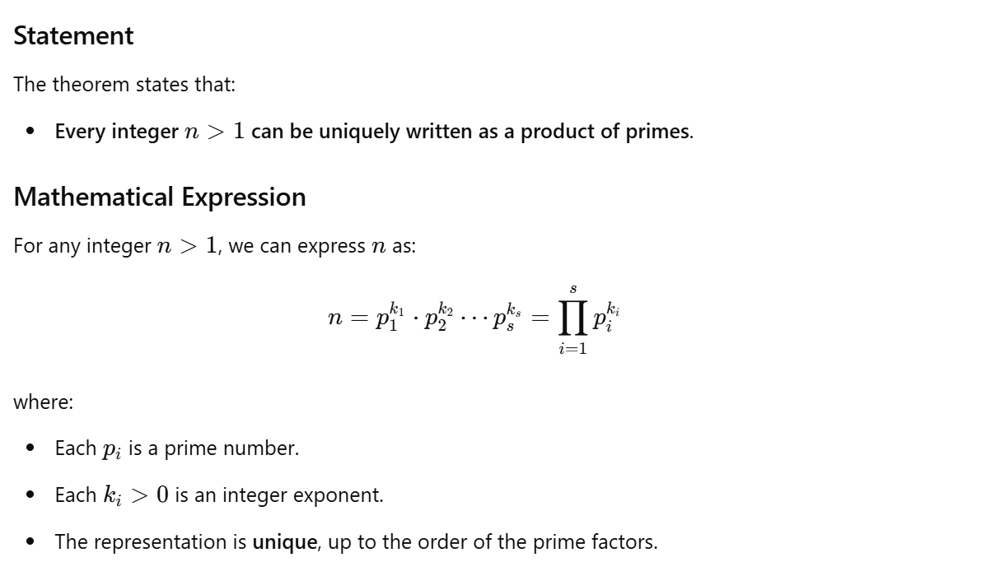 Statement
The theorem states that:
• Every integer n > 1 can be uniquely written as a product of primes.
Mathematical Expression
For any integer n > 1, we can express n as:
n = p_1^{k_1} · p_2^{k_2} ⋯ p_s^{k_s} = ∏_{i=1}^{s} p_i^{k_i}
where:
• Each p_i is a prime number.
• Each k_i > 0 is an integer exponent.
• The representation is unique, up to the order of the prime factors.